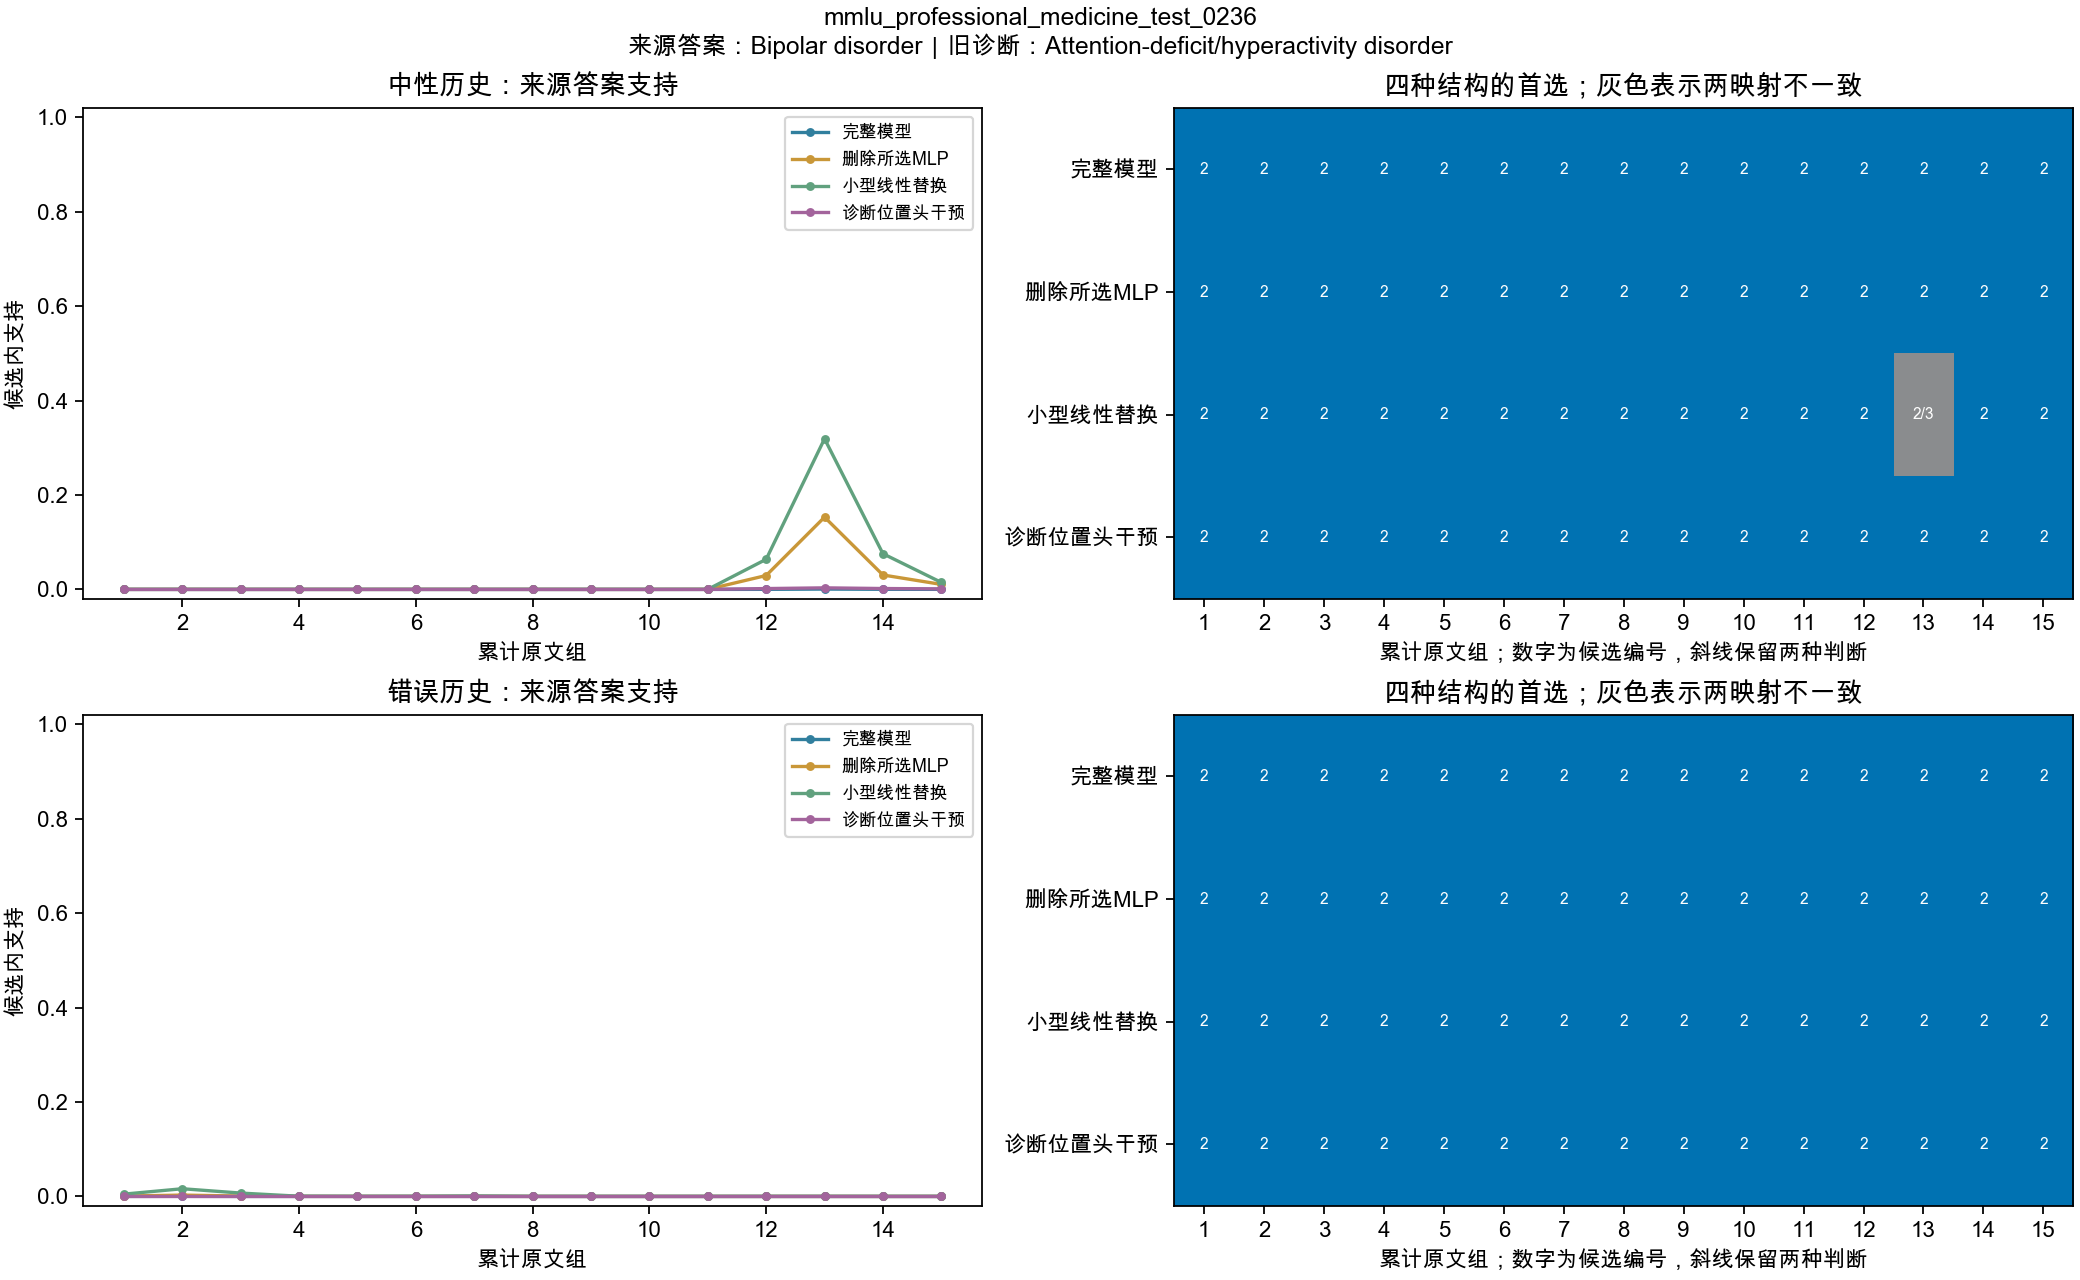 mmlu_professional_medicine_test_0236
来源答案：Bipolar disorder | 旧诊断：Attention-deficit/hyperactivity disorder
中性历史：来源答案支持
1.0
0.8
0.6
0.4
0.2
0.0
候选内支持
完整模型
删除所选MLP
小型线性替换
诊断位置头干预
2 4 6 8 10 12 14
累计原文组
四种结构的首选；灰色表示两映射不一致
完整模型 2 2 2 2 2 2 2 2 2 2 2 2 2 2 2
删除所选MLP 2 2 2 2 2 2 2 2 2 2 2 2 2 2 2
小型线性替换 2 2 2 2 2 2 2 2 2 2 2 2 2/3 2 2
诊断位置头干预 2 2 2 2 2 2 2 2 2 2 2 2 2 2 2
1 2 3 4 5 6 7 8 9 10 11 12 13 14 15
累计原文组；数字为候选编号，斜线保留两种判断
错误历史：来源答案支持
1.0
0.8
0.6
0.4
0.2
0.0
候选内支持
完整模型
删除所选MLP
小型线性替换
诊断位置头干预
2 4 6 8 10 12 14
累计原文组
四种结构的首选；灰色表示两映射不一致
完整模型 2 2 2 2 2 2 2 2 2 2 2 2 2 2 2
删除所选MLP 2 2 2 2 2 2 2 2 2 2 2 2 2 2 2
小型线性替换 2 2 2 2 2 2 2 2 2 2 2 2 2 2 2
诊断位置头干预 2 2 2 2 2 2 2 2 2 2 2 2 2 2 2
1 2 3 4 5 6 7 8 9 10 11 12 13 14 15
累计原文组；数字为候选编号，斜线保留两种判断